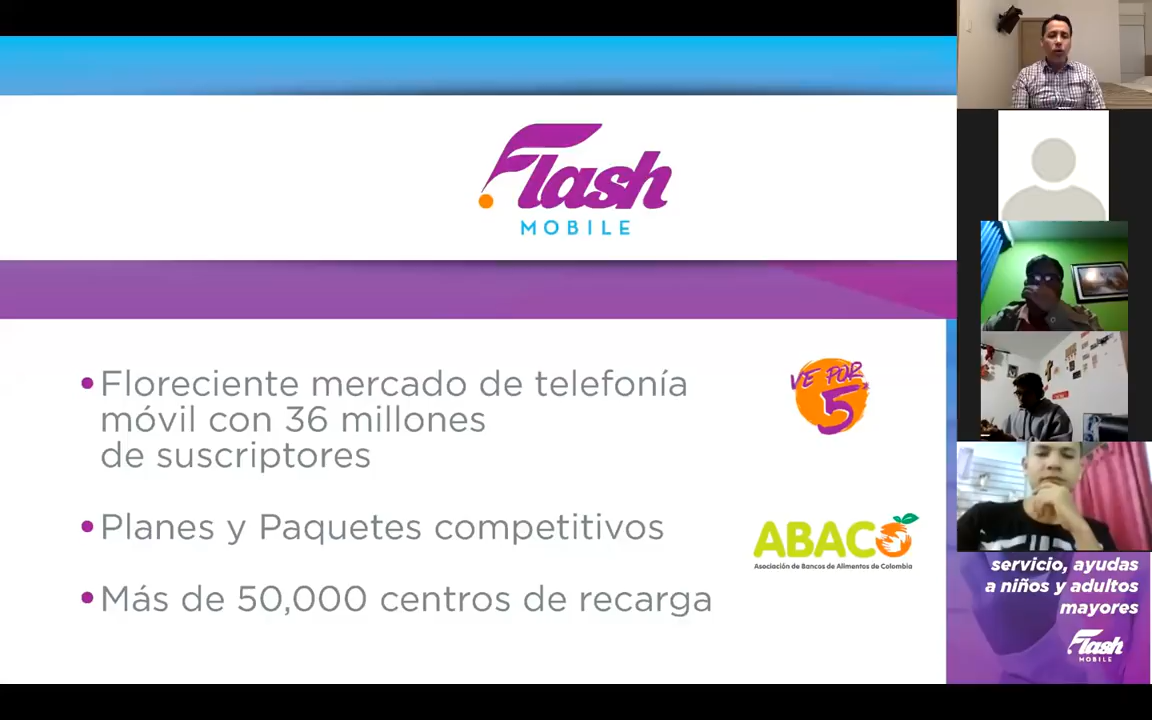 Flash
MOBILE
• Floreciente mercado de telefonía
móvil con 36 millones
de suscriptores
• Planes y Paquetes competitivos
• Más de 50,000 centros de recarga
VE POR
5
ABACO
Asociación de Bancos de Alimentos de Colombia
servicio, ayudas
a niños y adultos
mayores
Flash
MOBILE